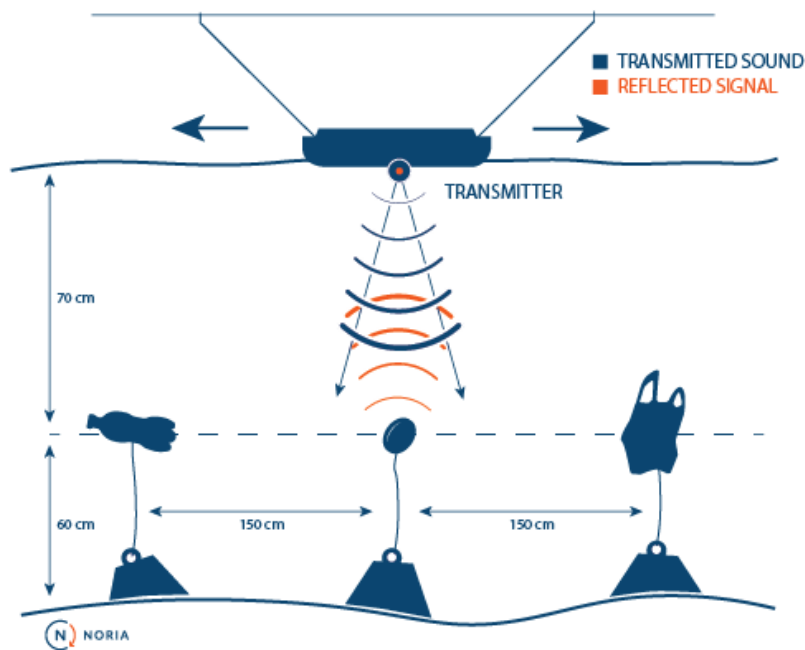 TRANSMITTED SOUND
REFLECTED SIGNAL
TRANSMITTER
70 cm
60 cm
150 cm
150 cm
N NORIA